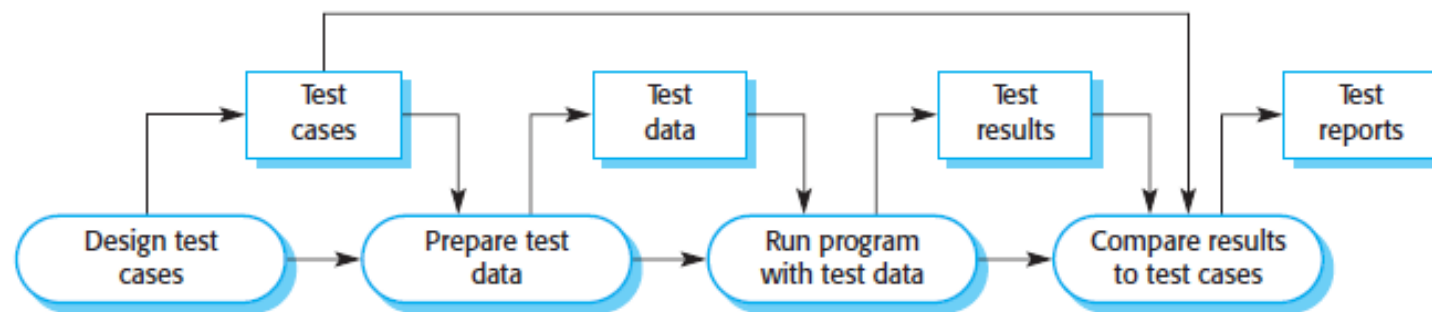 Test
cases
Test
data
Test
results
Test
reports
Design test
cases
Prepare test
data
Run program
with test data
Compare results
to test cases